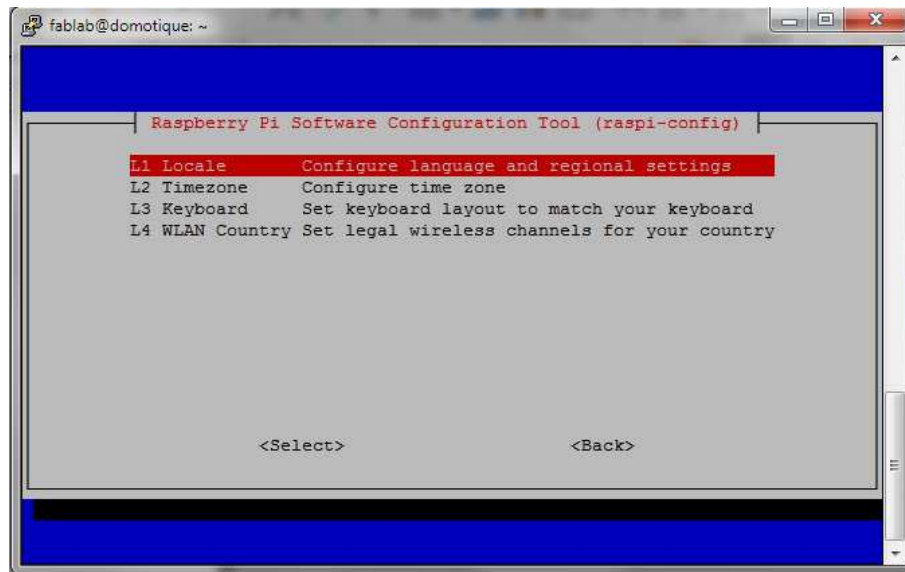 fablab@domotique: ~
Raspberry Pi Software Configuration Tool (raspi-config)
L1 Locale Configure language and regional settings
L2 Timezone Configure time zone
L3 Keyboard Set keyboard layout to match your keyboard
L4 WLAN Country Set legal wireless channels for your country
<Select> <Back>